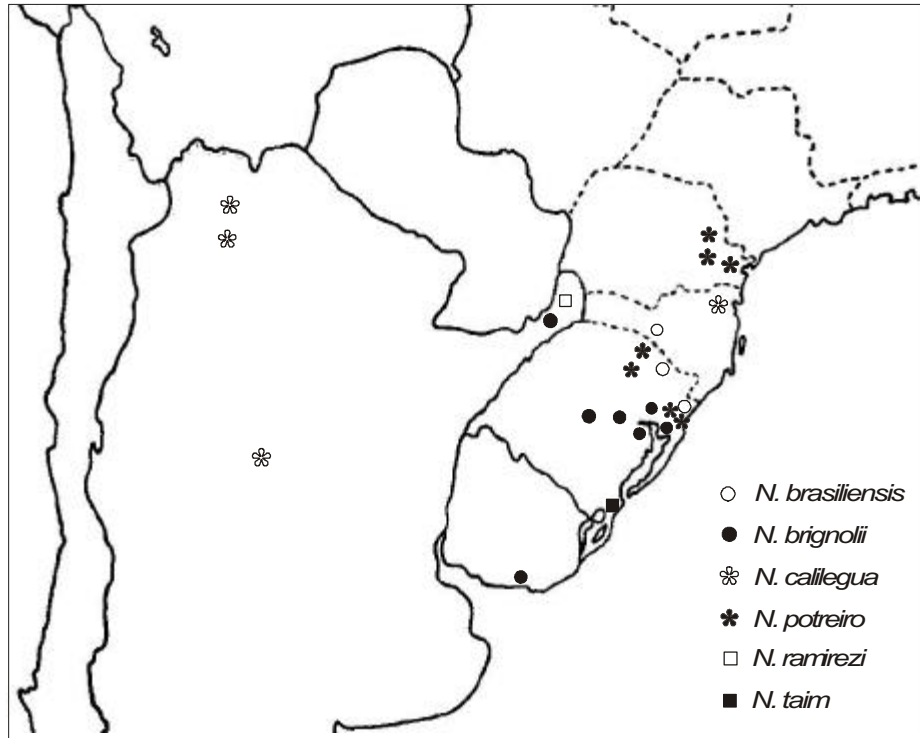 N. brasiliensis
N. brignolii
N. calilegua
N. potreiro
N. ramirezi
N. taim